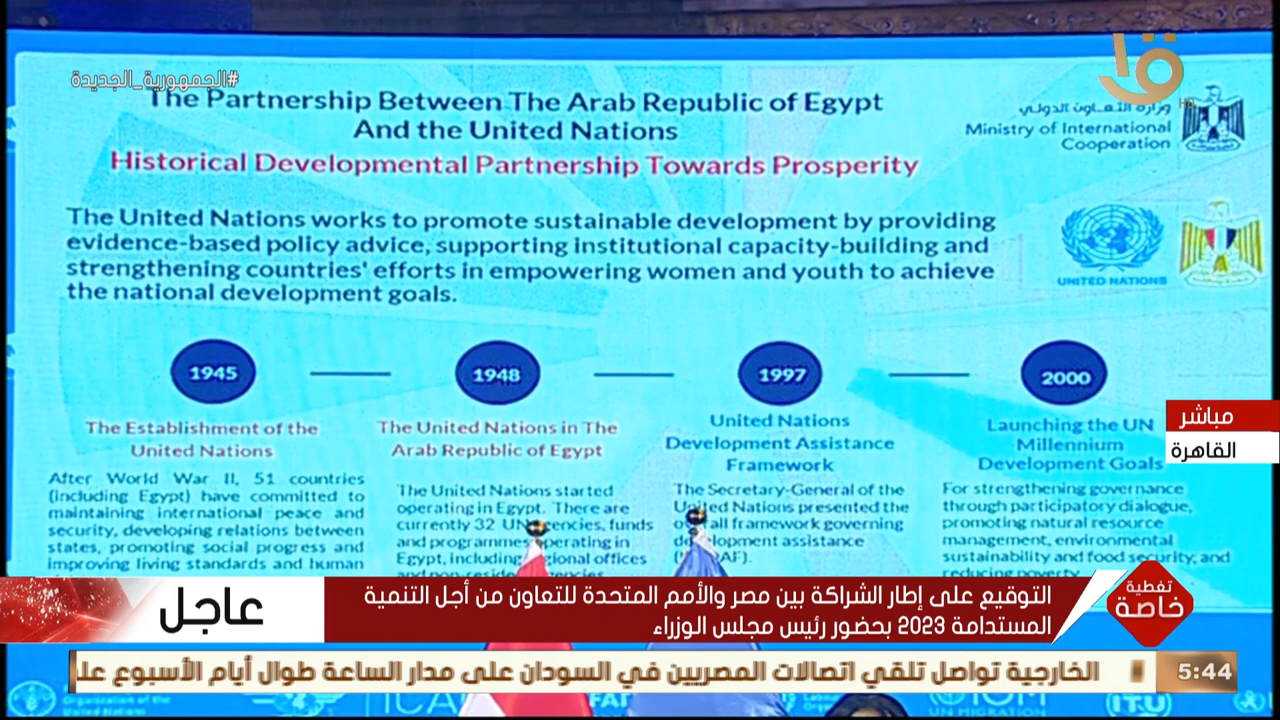 #الجمهورية_الجديدة
The Partnership Between The Arab Republic of Egypt
And the United Nations
Historical Developmental Partnership Towards Prosperity
وزارة التعاون الدولي
Ministry of International
Cooperation
The United Nations works to promote sustainable development by providing
evidence-based policy advice, supporting institutional capacity-building and
strengthening countries' efforts in empowering women and youth to achieve
the national development goals.
UNITED NATIONS
1945
The Establishment of the
United Nations
After World War II, 51 countries
(including Egypt) have committed to
maintaining international peace and
security, developing relations between
states, promoting social progress and
improving living standards and human
1948
The United Nations in The
Arab Republic of Egypt
The United Nations started
operating in Egypt. There are
currently 32 UN funds
and programmes operating in
Egypt, including offices
1997
United Nations
Development Assistance
Framework
The Secretary-General of the
United Nations presented the
framework governing
assistance
2000
Launching the UN
Millennium
Development Goals
For strengthening governance
through participatory dialogue,
promoting natural resource
management, environmental
sustainability and food security, and
reducing poverty
مباشر
القاهرة
تغطية
خاصة
عاجل
التوقيع على إطار الشراكة بين مصر والأمم المتحدة للتعاون من أجل التنمية
المستدامة 2023 بحضور رئيس مجلس الوزراء
الخارجية تواصل تلقي اتصالات المصريين في السودان على مدار الساعة طوال أيام الأسبوع
5:44
Organization of the
United Nations
ICA
IOM
UN MIGRATION
ITU